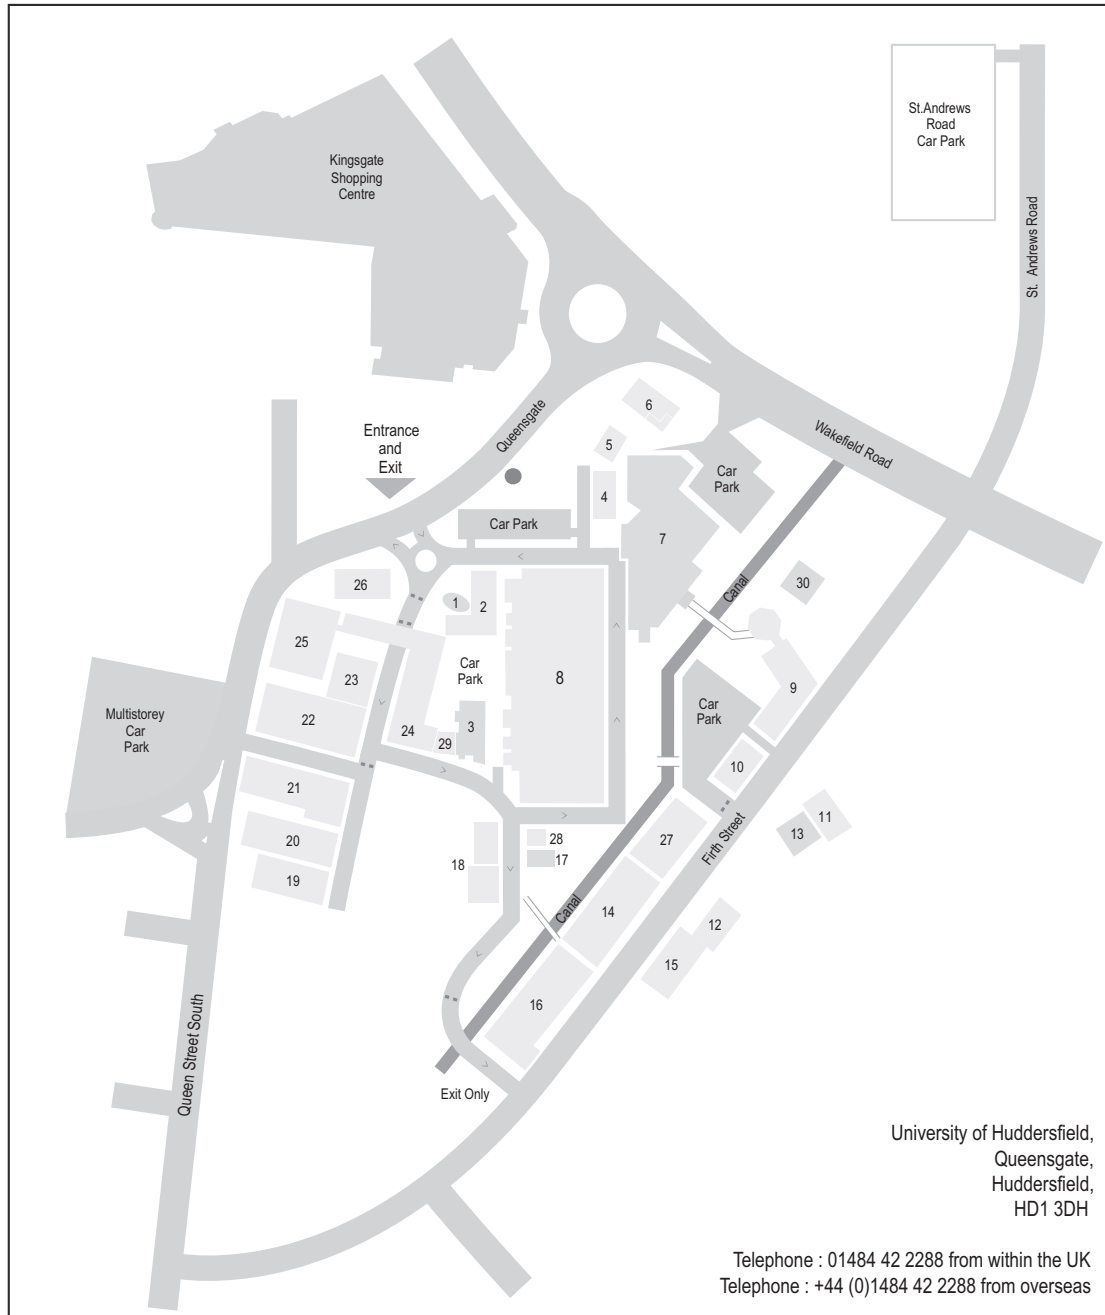 St.Andrews
Road
Car Park
Kingsgate
Shopping
Centre
St. Andrews Road
Queensgate
6
Entrance
and
Exit
5
Wakefield Road
Car
Park
4
Car Park
7
26
1
2
Canal
30
25
Car
Park
8
23
9
Multistorey
Car
Park
22
24
29
3
Car
Park
10
21
20
19
18
28
17
27
Firth Street
11
13
Canal
14
12
15
16
Queen Street South
Exit Only
University of Huddersfield,
Queensgate,
Huddersfield,
HD1 3DH
Telephone : 01484 42 2288 from within the UK
Telephone : +44 (0)1484 42 2288 from overseas